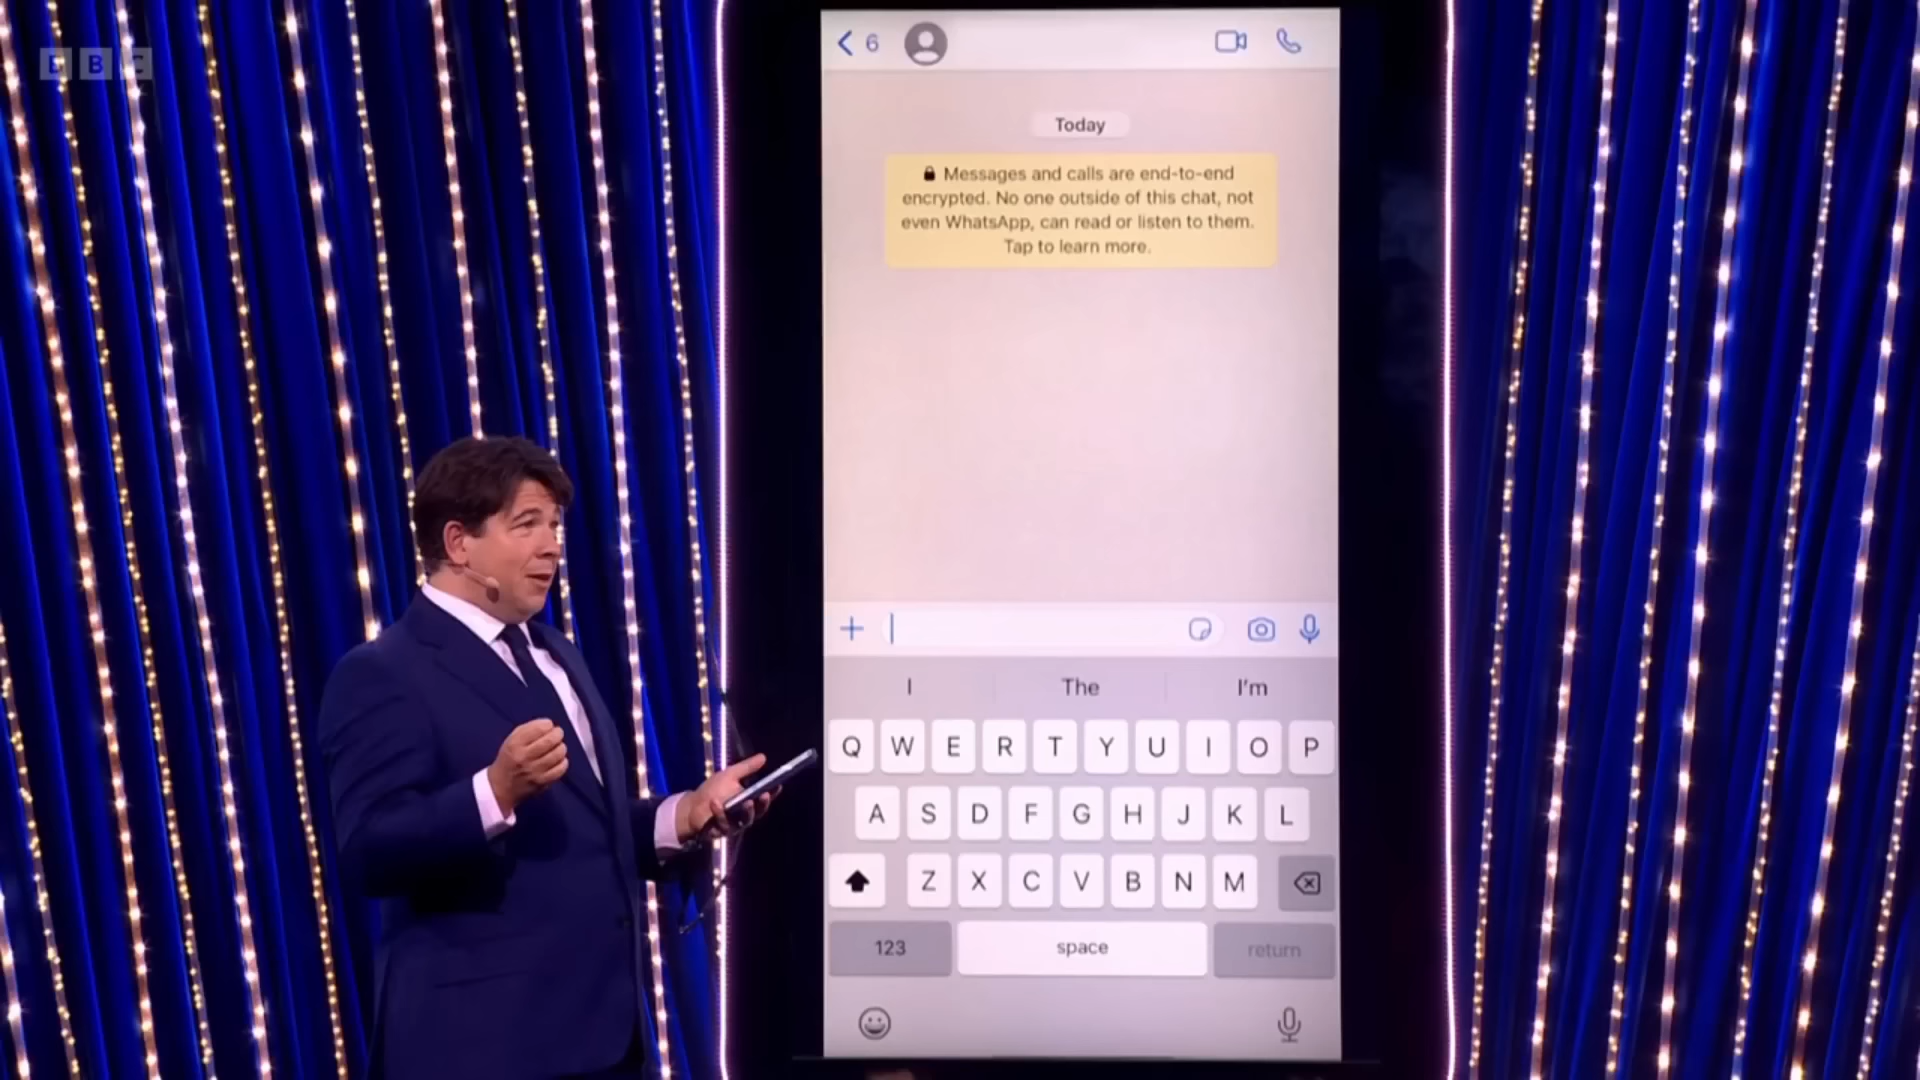 BBC
6
Today
Messages and calls are end-to-end
encrypted. No one outside of this chat, not
even WhatsApp, can read or listen to them.
Tap to learn more.
I The I'm
Q W E R T Y U I O P
A S D F G H J K L
Z X C V B N M
123 space return